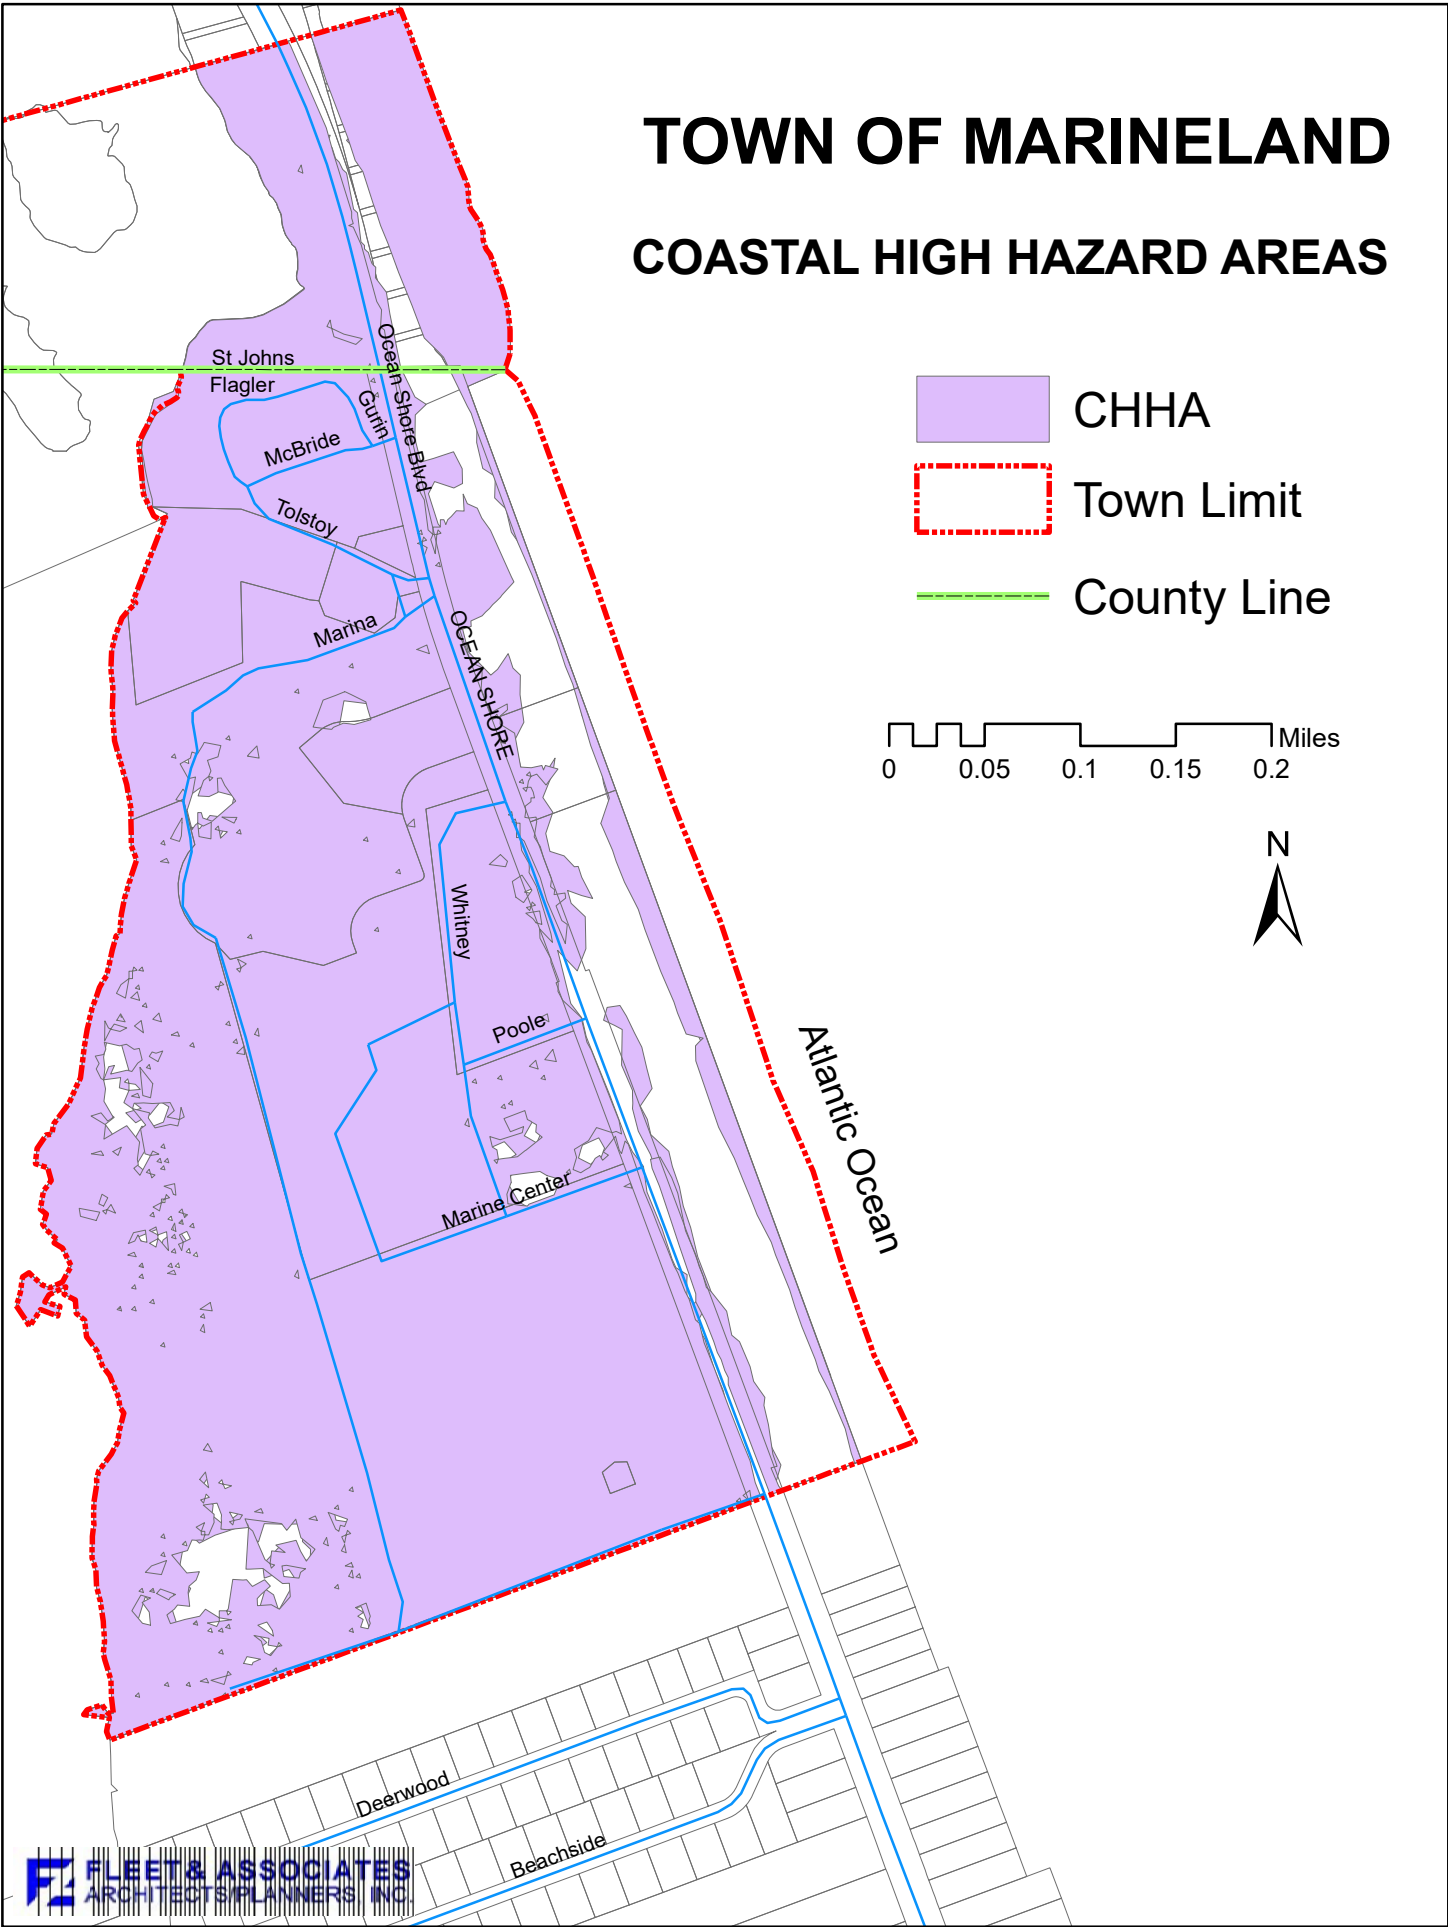 TOWN OF MARINELAND
COASTAL HIGH HAZARD AREAS
St Johns
Flagler
Ocean Shore Blvd
Gurin
McBride
Tolstoy
Marina
OCEAN SHORE
Whitney
Poole
Marine Center
Atlantic Ocean
CHHA
Town Limit
County Line
Miles
0 0.05 0.1 0.15 0.2
N
Deerwood
Beachside
FLEET & ASSOCIATES
ARCHITECTS/PLANNERS, INC.